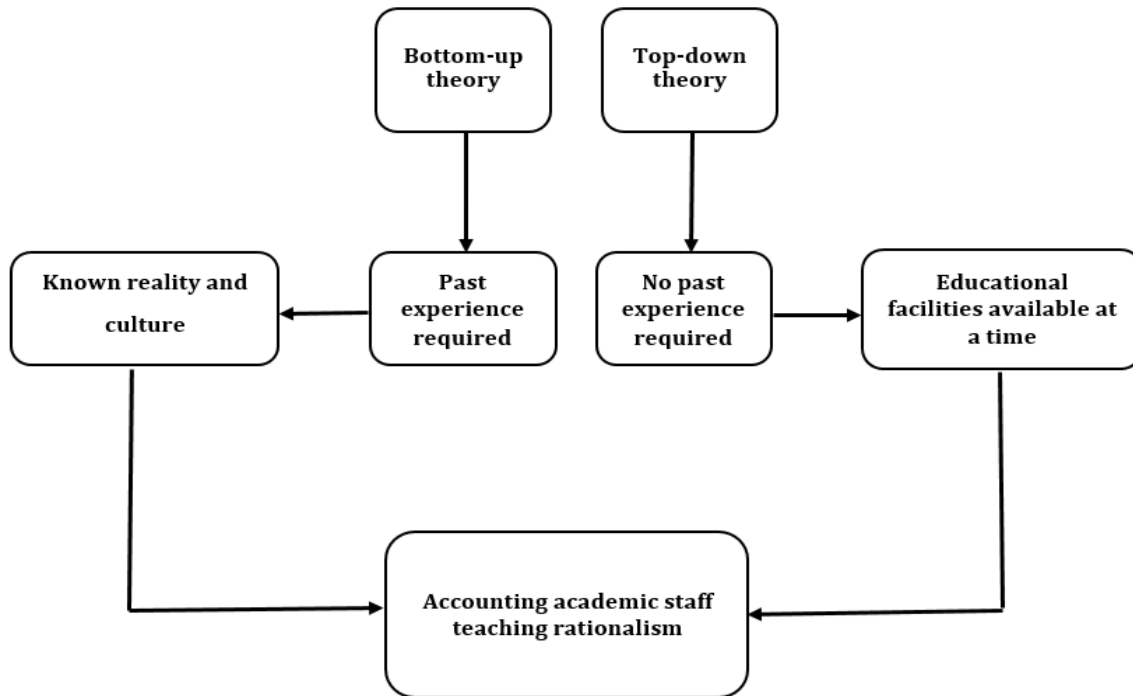 Bottom-up
theory
Top-down
theory
Known reality and
culture
Past
experience
required
No past
experience
required
Educational
facilities available at
a time
Accounting academic staff
teaching rationalism